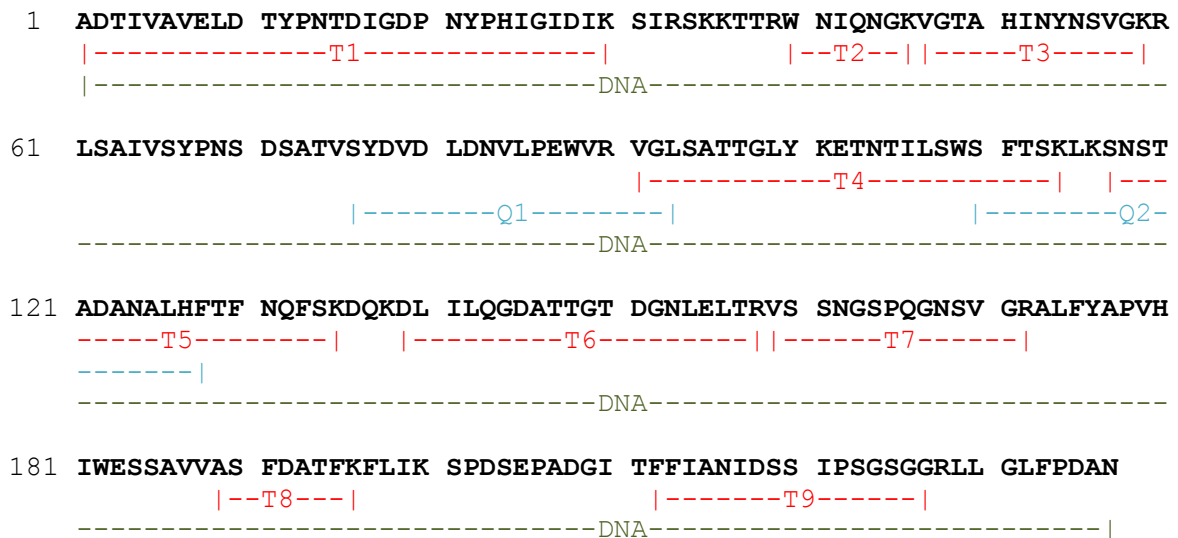 1 ADTIVAVELD TYPNTDIGDP NYPHIGIDIK SIRSKKTTRW NIQNGKVGTA HINYNSVGKR
|--------------T1--------------| |--T2--||-----T3-----|
|------------------------------DNA------------------------------
61 LSAIVSYPNS DSATVSYDVD LDNVLPEWVR VGLSATTGLY KETNTILSWS FTSKLKSNST
|-----------T4-----------| |---
|--------Q1--------| |--------Q2-
------------------------------DNA------------------------------
121 ADANALHFTF NQFSKDQKDL ILQGDATTGT DGNLELTRVS SNGSPQGNSV GRALFYAPVH
-----T5--------| |---------T6---------||------T7------|
-------|
------------------------------DNA------------------------------
181 IWESSAVVAS FDATFKFLIK SPDSEPADGI TFFIANIDSS IPSGSGGRLL GLFPDAN
|--T8---| |-------T9------|
------------------------------DNA--------------------------|